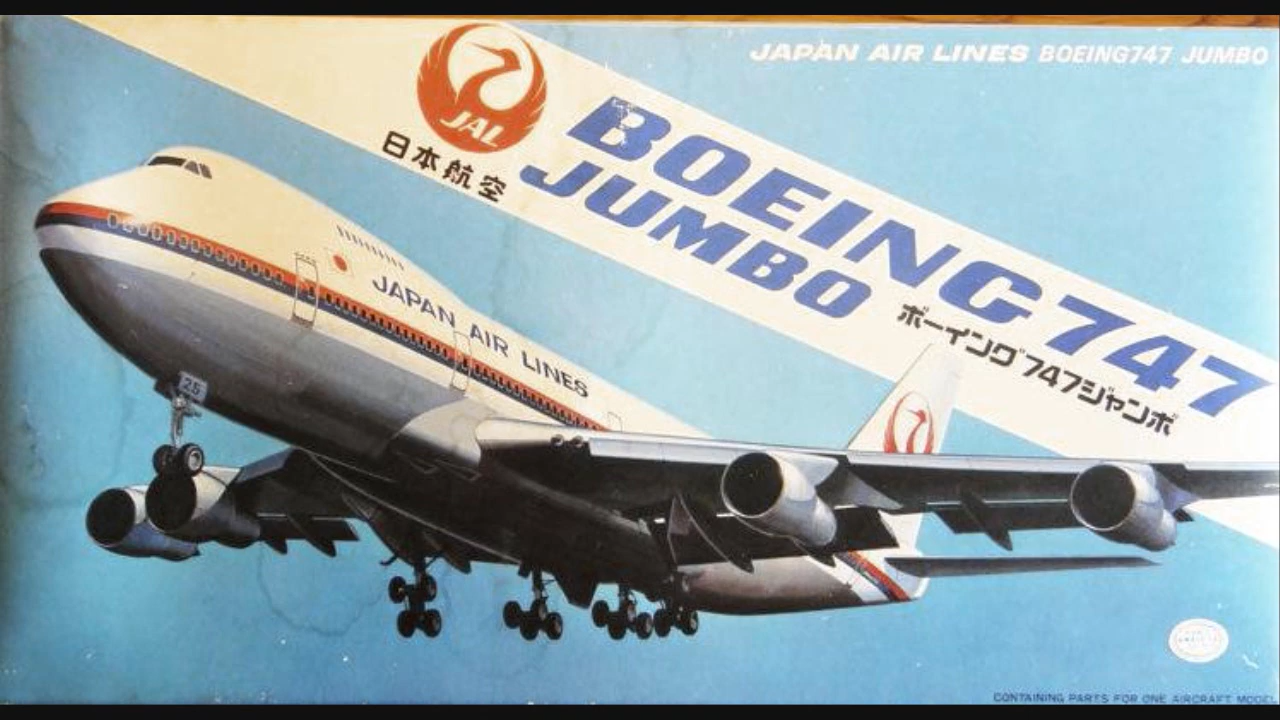 JAPAN AIR LINES BOEING747 JUMBO
JAL
日本航空
BOEING 747
JUMBO
ボーイング747ジャンボ
JAPAN AIR LINES
25
CONTAINING PARTS FOR ONE AIRCRAFT MODEL